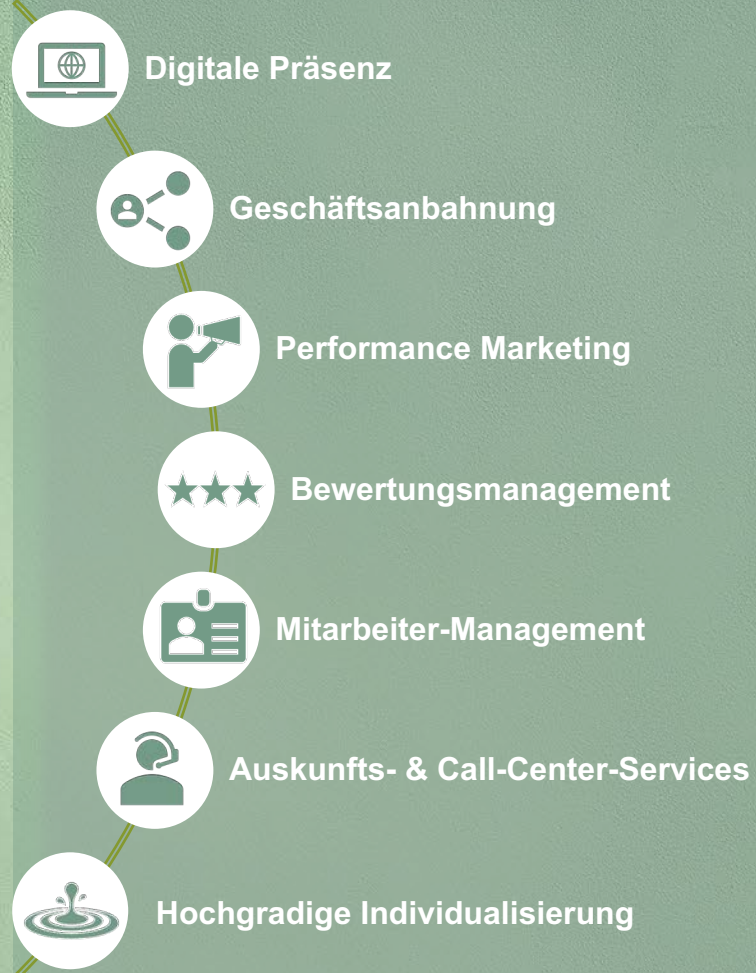 Digitale Präsenz
Geschäftsanbahnung
Performance Marketing
Bewertungsmanagement
Mitarbeiter-Management
Auskunfts- & Call-Center-Services
Hochgradige Individualisierung